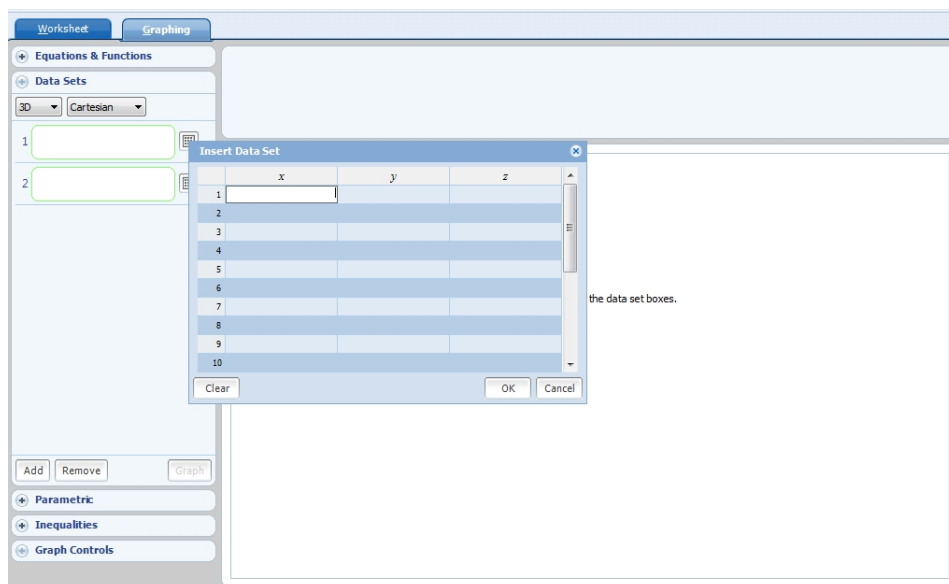 Worksheet
Graphing
Equations & Functions
Data Sets
3D Cartesian
1
2
Insert Data Set
x y z
1
2
3
4
5
6
7
8
9
10
Clear OK Cancel
the data set boxes.
Add Remove Graph
Parametric
Inequalities
Graph Controls